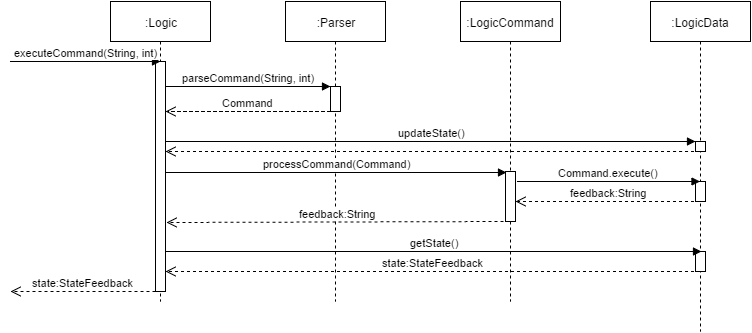 :Logic
:Parser
:LogicCommand
:LogicData
executeCommand(String, int)
parseCommand(String, int)
Command
updateState()
processCommand(Command)
Command.execute()
feedback:String
feedback:String
getState()
state:StateFeedback
state:StateFeedback